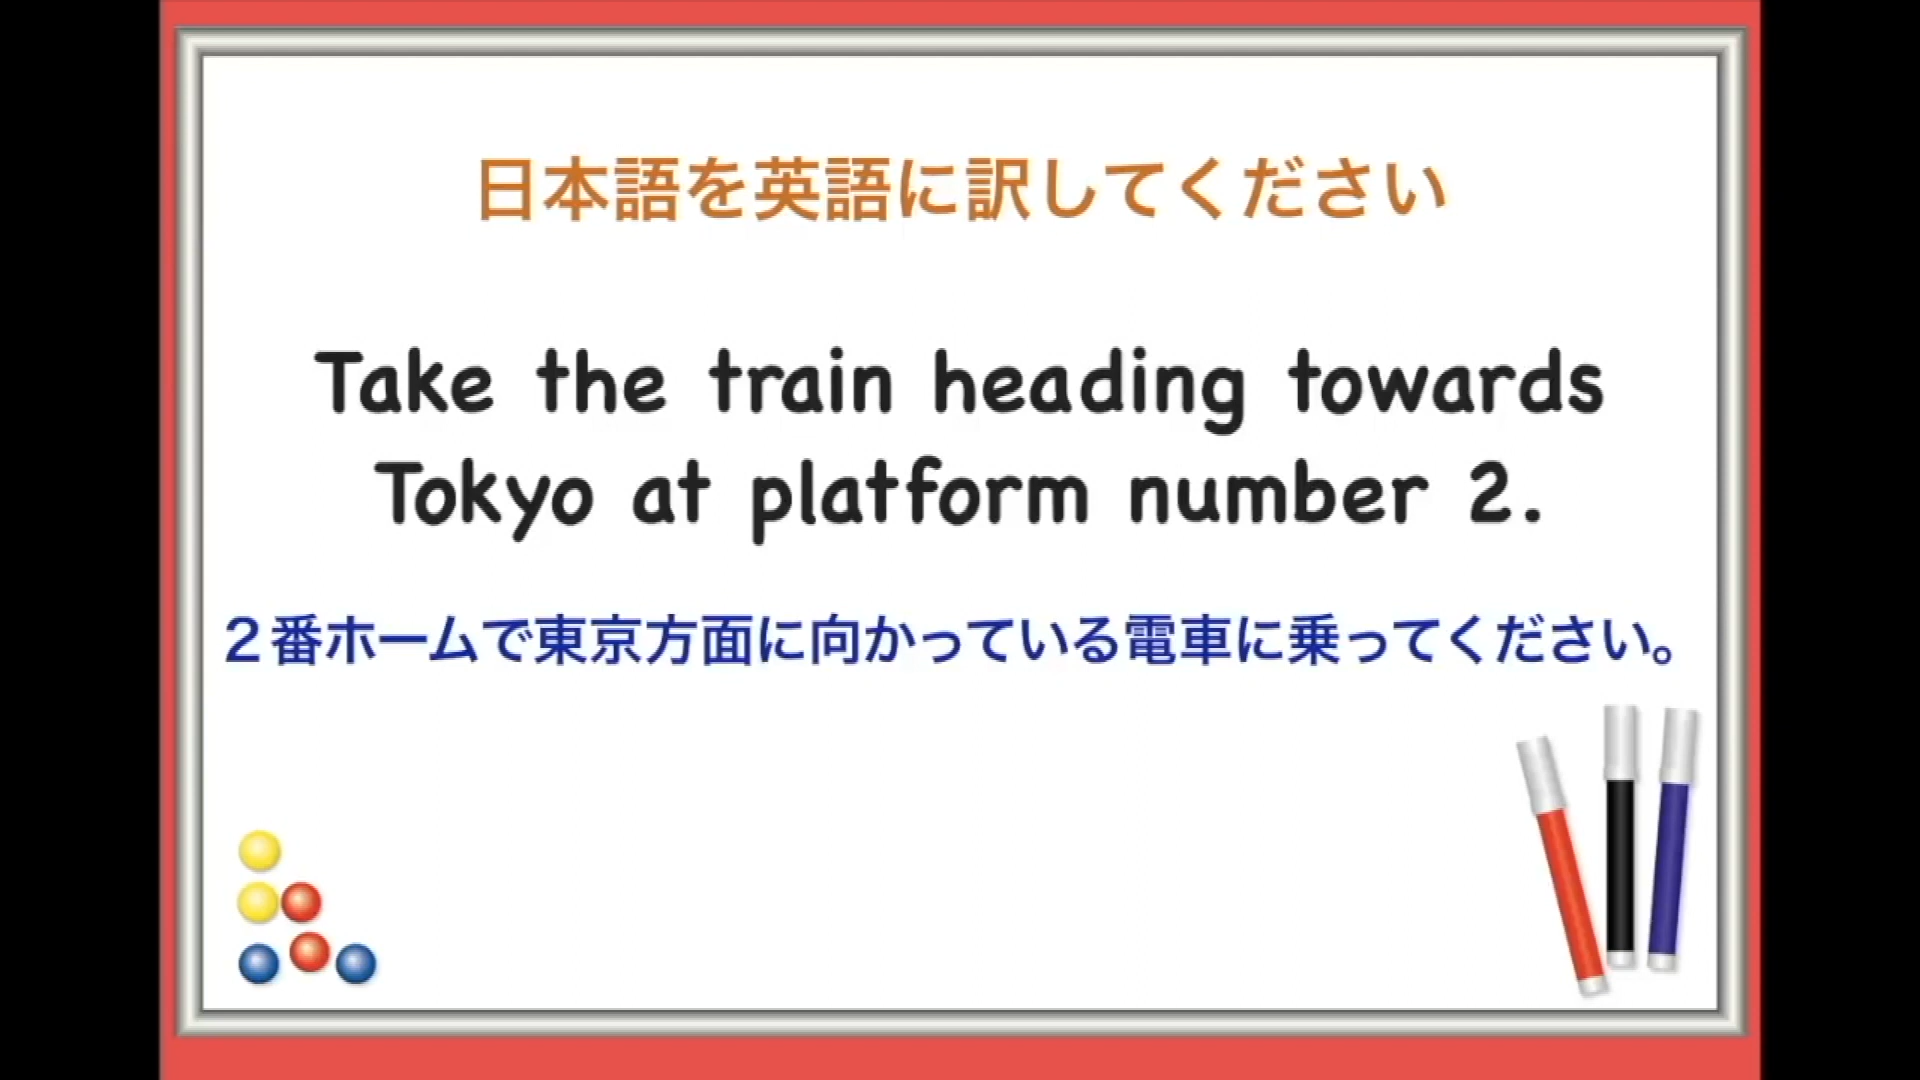 日本語を英語に訳してください
Take the train heading towards
Tokyo at platform number 2.
２番ホームで東京方面に向かっている電車に乗ってください。